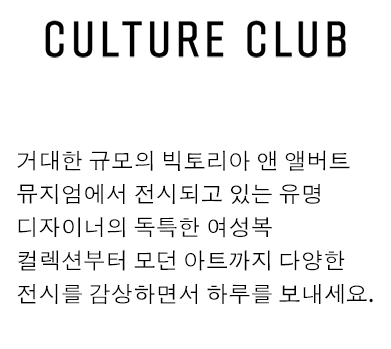 CULTURE CLUB
거대한 규모의 빅토리아 앤 앨버트
뮤지엄에서 전시되고 있는 유명
디자이너의 독특한 여성복
컬렉션부터 모던 아트까지 다양한
전시를 감상하면서 하루를 보내세요.